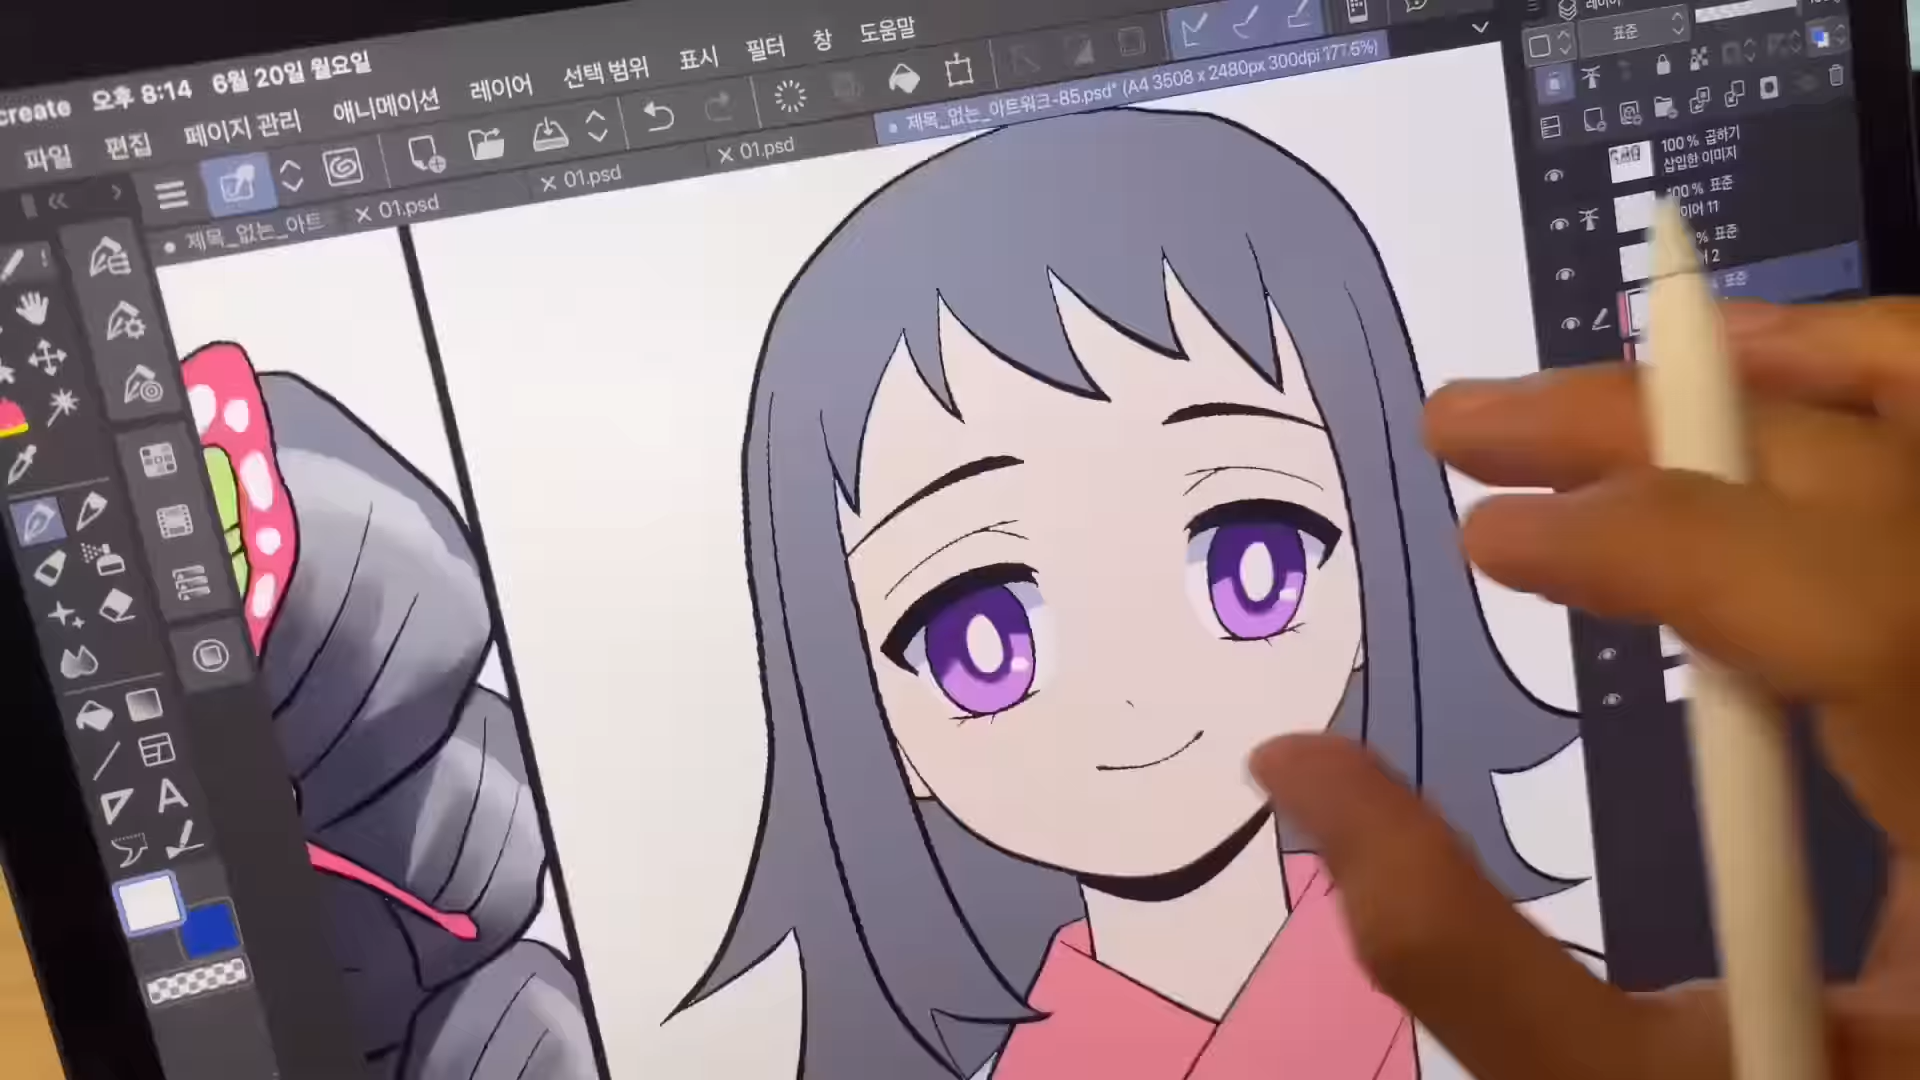 create 오후 8:14 6월 20일 월요일
파일 편집 페이지 관리 애니메이션 레이어 선택 범위 표시 필터 창 도움말
제목_없는_아트 × 01.psd × 01.psd × 01.psd
제목_없는_아트워크-85.psd* (A4 3508 x 2480px 300dpi 177.5%)
레이어
표준
100 % 곱하기
삽입한 이미지
100 % 표준
이어 11
% 표준
어 2
표준
A